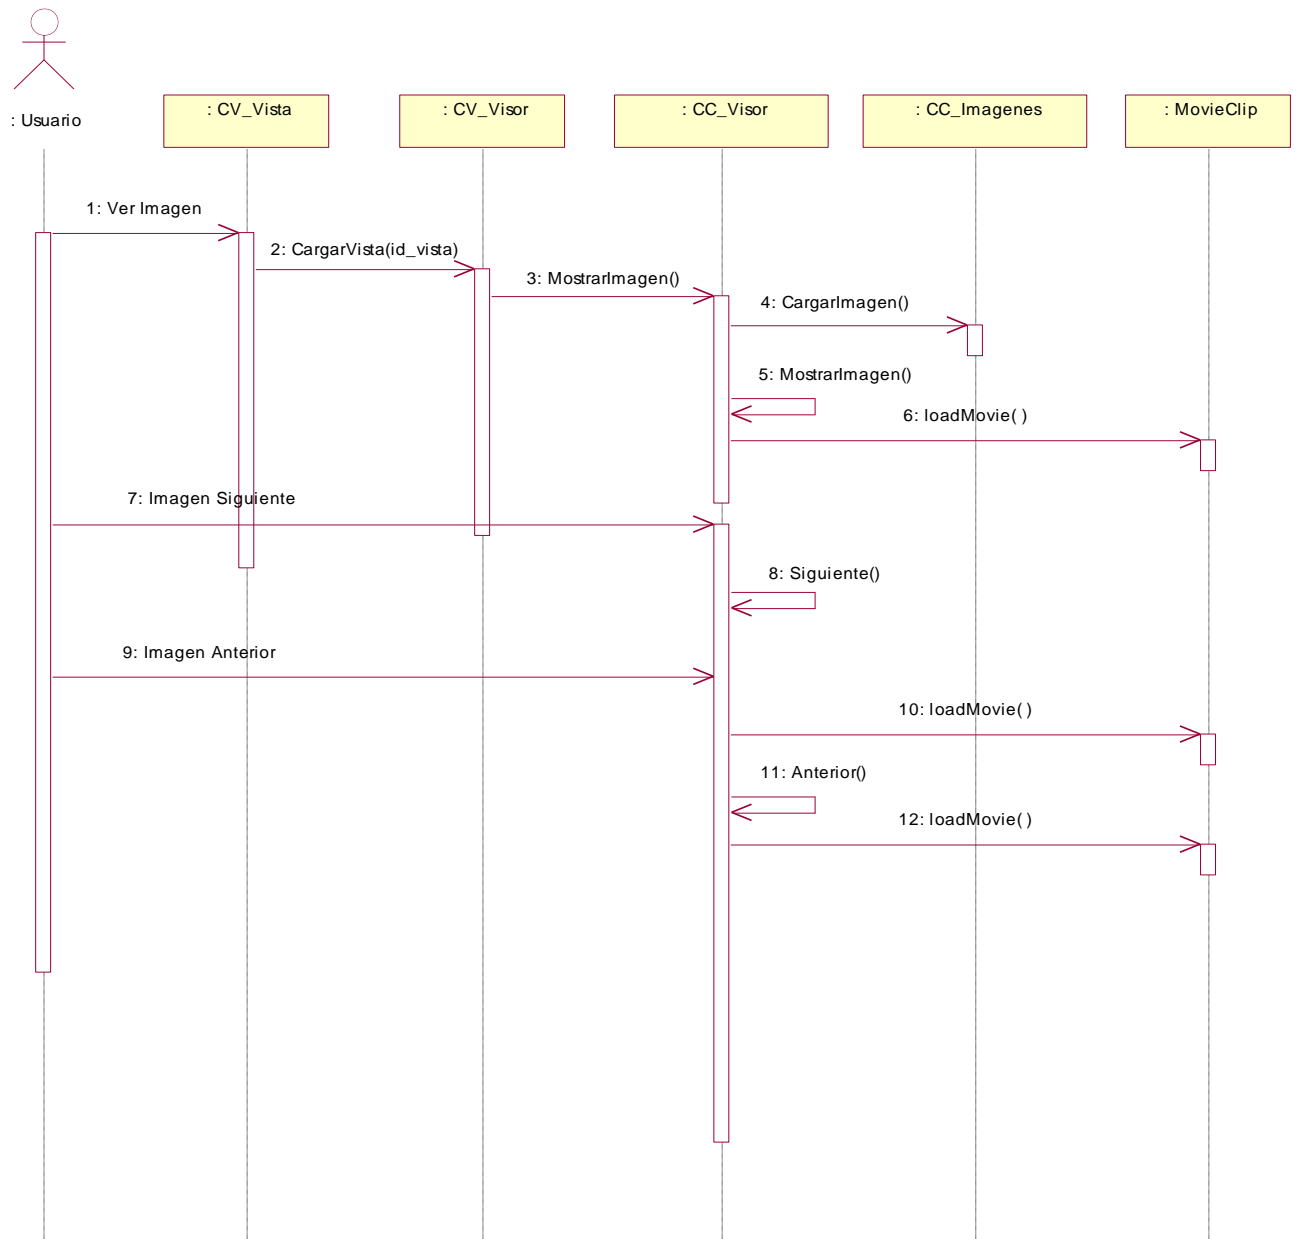 : Usuario
: CV_Vista
: CV_Visor
: CC_Visor
: CC_Imagenes
: MovieClip
1: Ver Imagen
2: CargarVista(id_vista)
3: MostrarImagen()
4: CargarImagen()
5: MostrarImagen()
6: loadMovie( )
7: Imagen Siguiente
8: Siguiente()
9: Imagen Anterior
10: loadMovie( )
11: Anterior()
12: loadMovie( )